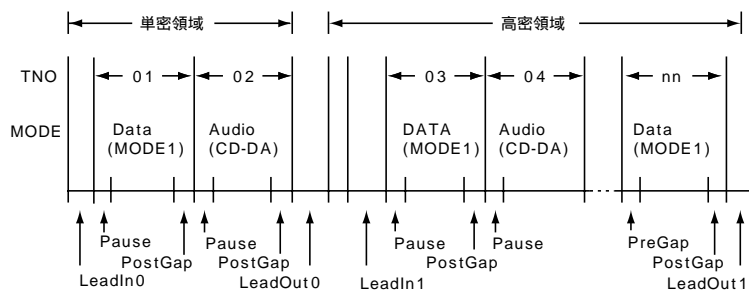 単密領域 高密領域
TNO 01 02 03 04 nn
MODE Data Audio DATA Audio Data
(MODE1) (CD-DA) (MODE1) (CD-DA) (MODE1)
Pause Pause Pause Pause PreGap
PostGap PostGap PostGap PostGap
LeadIn0 LeadOut0 LeadIn1 LeadOut1